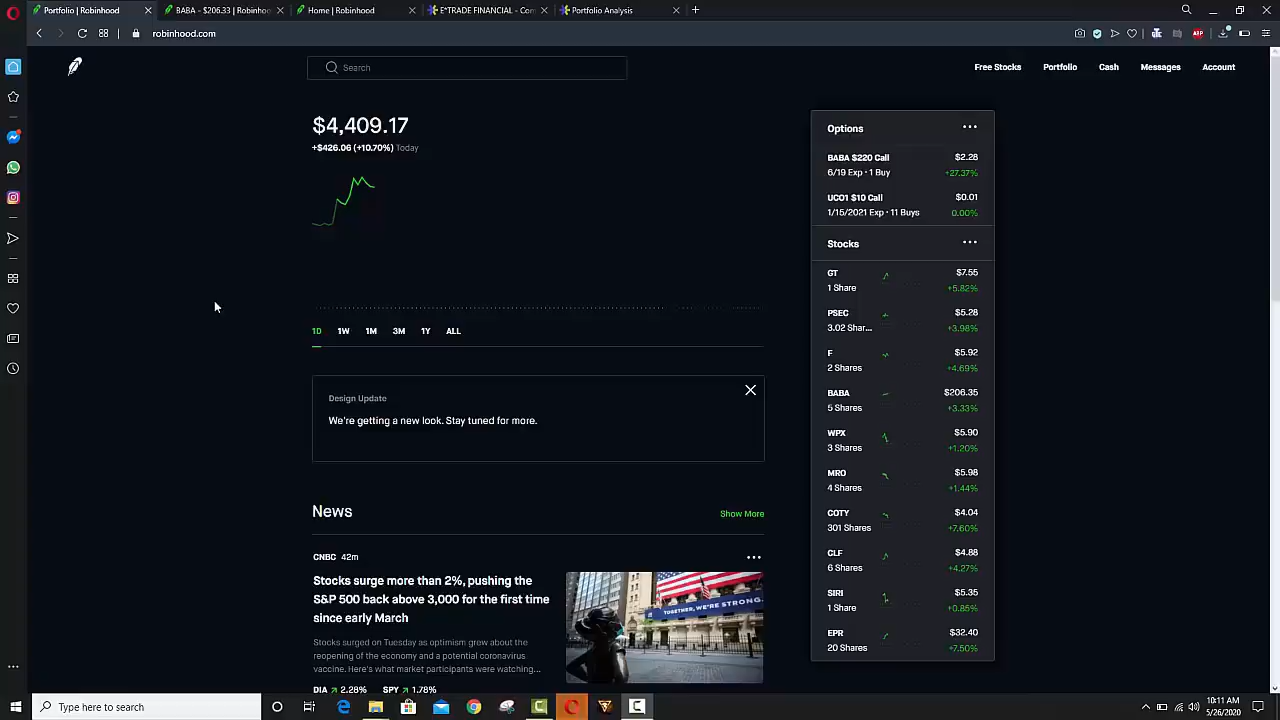 Portfolio | Robinhood
BABA - $206.33 | Robinh
Home | Robinhood
E*TRADE FINANCIAL - Co
Portfolio Analysis
robinhood.com
Search
Free Stocks
Portfolio
Cash
Messages
Account
$4,409.17
+$426.06 (+10.70%) Today
1D 1W 1M 3M 1Y ALL
Design Update
We're getting a new look. Stay tuned for more.
News
Show More
CNBC 42m
Stocks surge more than 2%, pushing the
S&P 500 back above 3,000 for the first time
since early March
Stocks surged on Tuesday as optimism grew about the
reopening of the economy and a potential coronavirus
vaccine. Here's what market participants were watching...
DIA 2.28% SPY 1.78%
TOGETHER, WE'RE STRONG.
Options
BABA $220 Call $2.28
6/19 Exp · 1 Buy +27.37%
UCO1 $10 Call $0.01
1/15/2021 Exp · 11 Buys 0.00%
Stocks
GT $7.55
1 Share +5.82%
PSEC $5.28
3.02 Shar... +3.98%
F $5.92
2 Shares +4.69%
BABA $206.35
5 Shares +3.33%
WPX $5.90
3 Shares +1.20%
MRO $5.98
4 Shares +1.44%
COTY $4.04
301 Shares +7.60%
CLF $4.88
6 Shares +4.27%
SIRI $5.35
1 Share +0.85%
EPR $32.40
20 Shares +7.50%
Type here to search
10:11 AM
5/26/2020